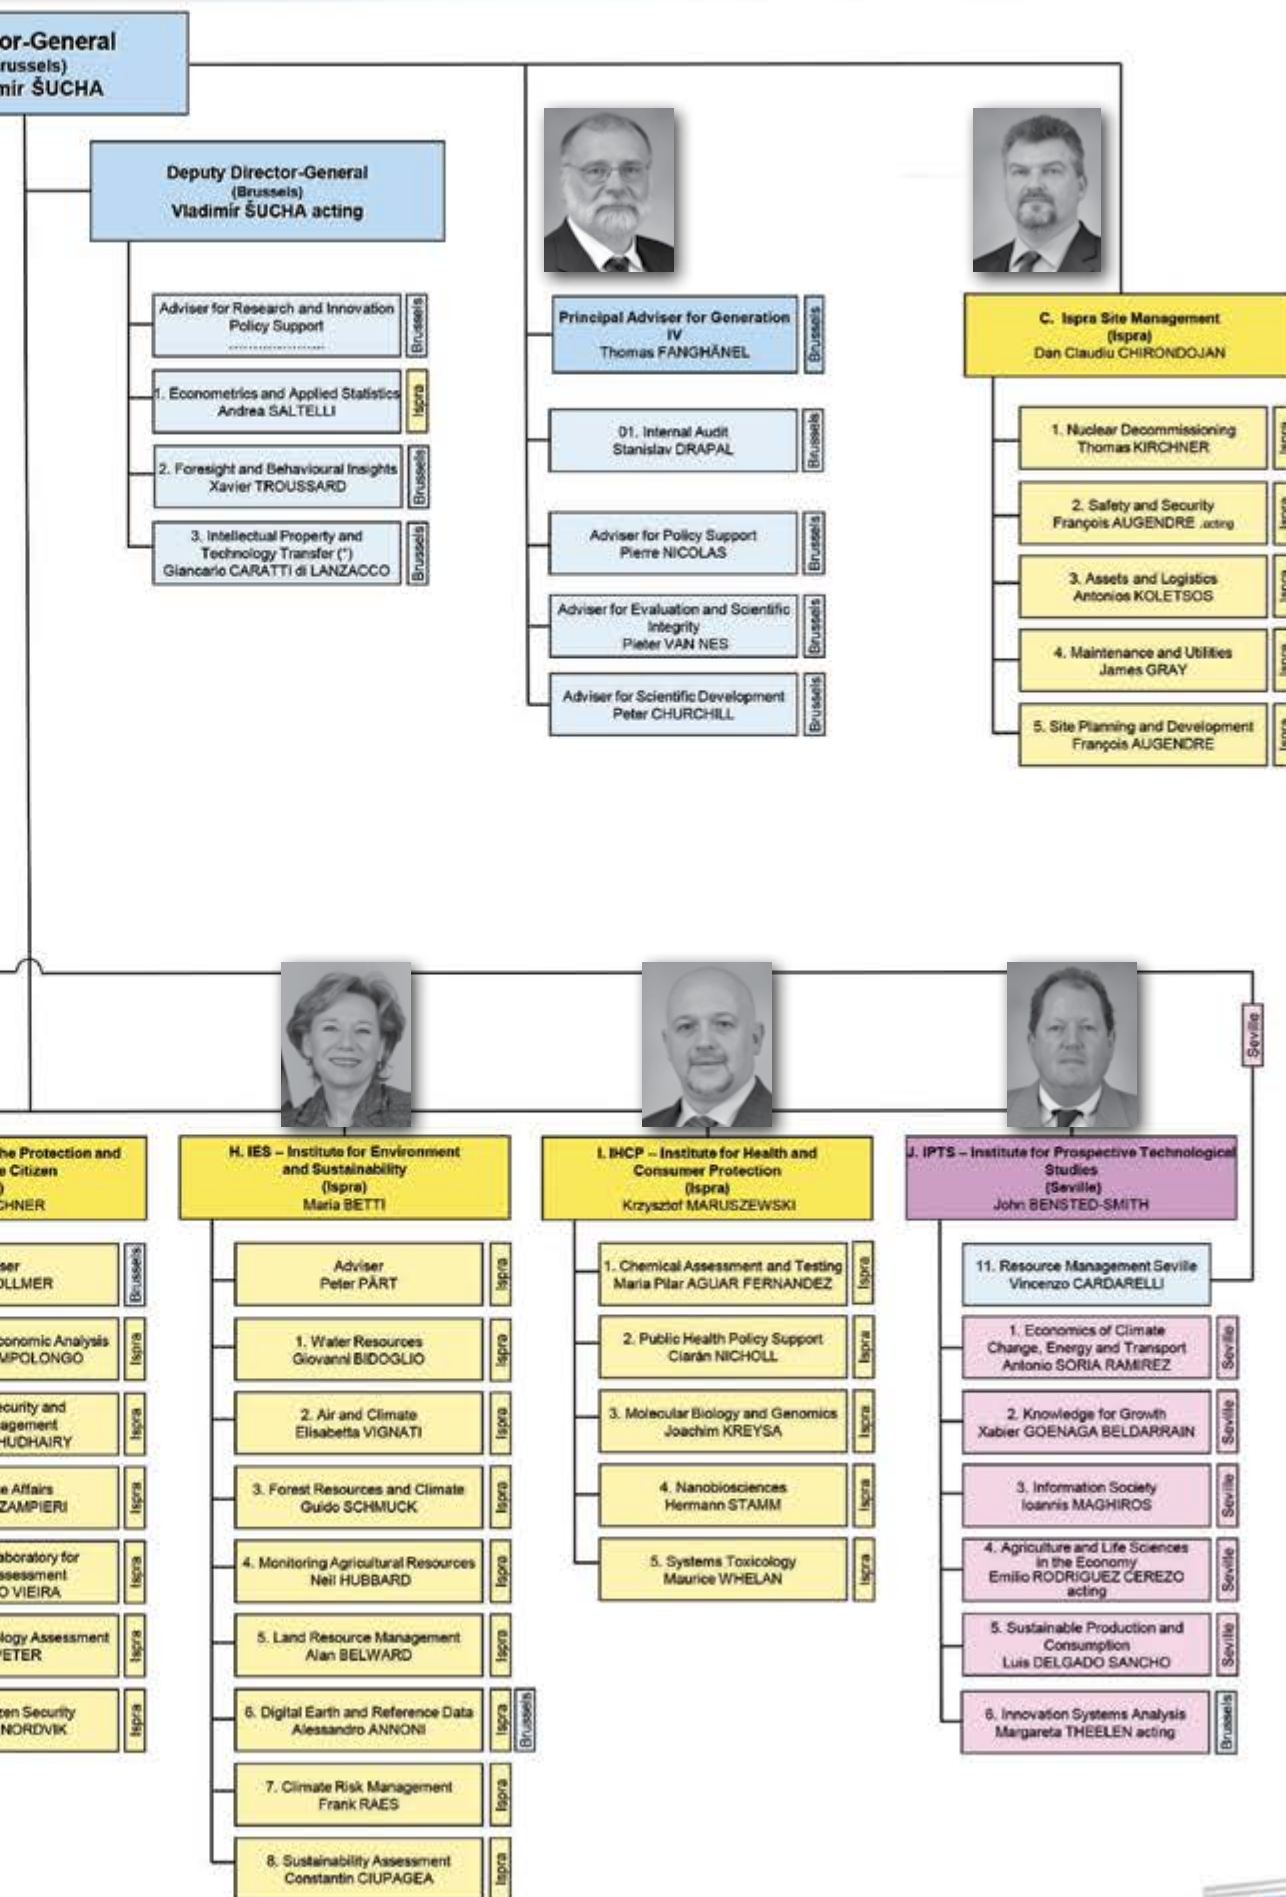 or-General
russels)
mír ŠUCHA
Deputy Director-General
(Brussels)
Vladimír ŠUCHA acting
Adviser for Research and Innovation
Policy Support
....................
Brussels
1. Econometrics and Applied Statistics
Andrea SALTELLI
Ispra
2. Foresight and Behavioural Insights
Xavier TROUSSARD
Brussels
3. Intellectual Property and
Technology Transfer (*)
Giancarlo CARATTI di LANZACCO
Brussels
Principal Adviser for Generation
IV
Thomas FANGHÄNEL
Brussels
01. Internal Audit
Stanislav DRAPAL
Brussels
Adviser for Policy Support
Pierre NICOLAS
Brussels
Adviser for Evaluation and Scientific
Integrity
Pieter VAN NES
Brussels
Adviser for Scientific Development
Peter CHURCHILL
Brussels
C. Ispra Site Management
(Ispra)
Dan Claudiu CHIRONDOJAN
1. Nuclear Decommissioning
Thomas KIRCHNER
Ispra
2. Safety and Security
François AUGENDRE .acting
Ispra
3. Assets and Logistics
Antonios KOLETSOS
Ispra
4. Maintenance and Utilities
James GRAY
Ispra
5. Site Planning and Development
François AUGENDRE
Ispra
Seville
he Protection and
e Citizen
)
CHNER
ser
OLLMER
Brussels
conomic Analysis
MPOLONGO
Ispra
ecurity and
agement
HUDHAIRY
Ispra
e Affairs
ZAMPIERI
Ispra
aboratory for
ssessment
O VIEIRA
Ispra
logy Assessment
PETER
Ispra
zen Security
NORDVIK
Ispra
H. IES – Institute for Environment
and Sustainability
(Ispra)
Maria BETTI
Adviser
Peter PÄRT
Ispra
1. Water Resources
Giovanni BIDOGLIO
Ispra
2. Air and Climate
Elisabetta VIGNATI
Ispra
3. Forest Resources and Climate
Guido SCHMUCK
Ispra
4. Monitoring Agricultural Resources
Neil HUBBARD
Ispra
5. Land Resource Management
Alan BELWARD
Ispra
6. Digital Earth and Reference Data
Alessandro ANNONI
Ispra
Brussels
7. Climate Risk Management
Frank RAES
Ispra
8. Sustainability Assessment
Constantin CIUPAGEA
Ispra
I. IHCP – Institute for Health and
Consumer Protection
(Ispra)
Krzysztof MARUSZEWSKI
1. Chemical Assessment and Testing
Maria Pilar AGUAR FERNANDEZ
Ispra
2. Public Health Policy Support
Ciarán NICHOLL
Ispra
3. Molecular Biology and Genomics
Joachim KREYSA
Ispra
4. Nanobiosciences
Hermann STAMM
Ispra
5. Systems Toxicology
Maurice WHELAN
Ispra
J. IPTS – Institute for Prospective Technological
Studies
(Seville)
John BENSTED-SMITH
11. Resource Management Seville
Vincenzo CARDARELLI
1. Economics of Climate
Change, Energy and Transport
Antonio SORIA RAMIREZ
Seville
2. Knowledge for Growth
Xabier GOENAGA BELDARRAIN
Seville
3. Information Society
Ioannis MAGHIROS
Seville
4. Agriculture and Life Sciences
in the Economy
Emilio RODRIGUEZ CEREZO
acting
Seville
5. Sustainable Production and
Consumption
Luis DELGADO SANCHO
Seville
6. Innovation Systems Analysis
Margareta THEELEN acting
Brussels